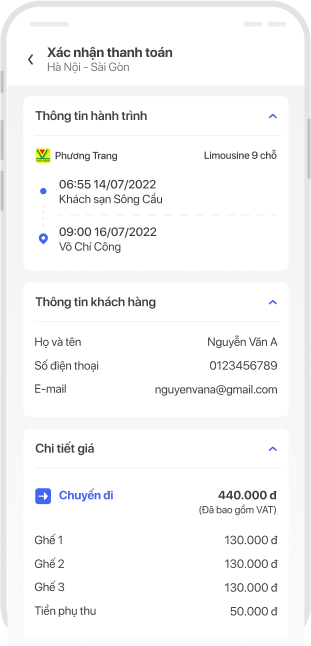 Xác nhận thanh toán
Hà Nội - Sài Gòn
Thông tin hành trình
Phương Trang Limousine 9 chỗ
06:55 14/07/2022
Khách sạn Sông Cầu
09:00 16/07/2022
Võ Chí Công
Thông tin khách hàng
Họ và tên Nguyễn Văn A
Số điện thoại 0123456789
E-mail nguyenvana@gmail.com
Chi tiết giá
Chuyến đi 440.000 đ
(Đã bao gồm VAT)
Ghế 1 130.000 đ
Ghế 2 130.000 đ
Ghế 3 130.000 đ
Tiền phụ thu 50.000 đ